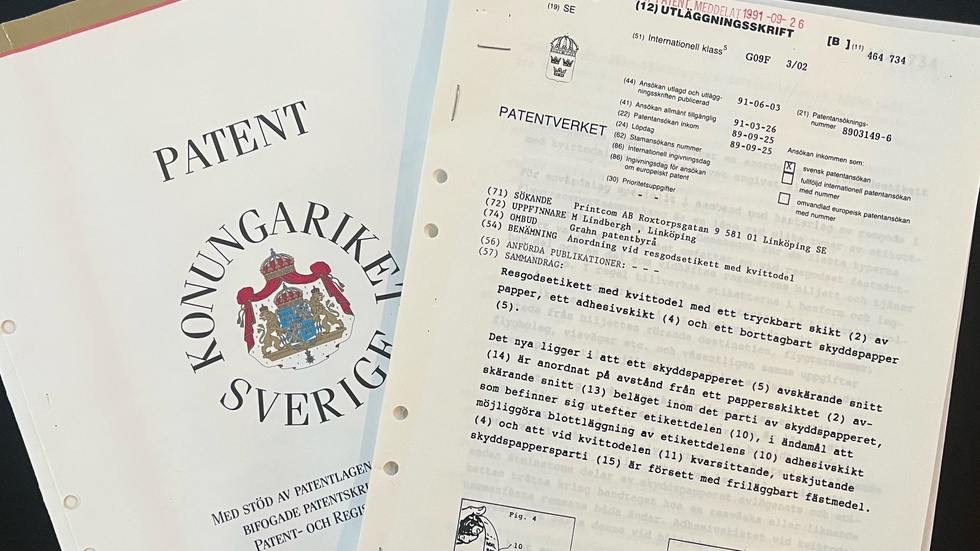 PATENT
KONUNGARIKET
SVERIGE
MED STÖD AV PATENTLAGEN
BIFOGADE PATENTSKRI
PATENT- OCH REGIS
PATENT MEDDELAT 1991-09-26
(19) SE
(12) UTLÄGGNINGSSKRIFT
[B] (11) 464 734
(51) Internationell klass5 G09F 3/02
PATENTVERKET
(44) Ansökan utlagd och utlägg-
ningsskriften publicerad 91-06-03
(41) Ansökan allmänt tillgänglig 91-03-26
(22) Patentansökan inkom 89-09-25
(24) Löpdag 89-09-25
(62) Stamansökans nummer
(86) Internationell ingivningsdag
(86) Ingivningsdag för ansökan
om europeiskt patent
(30) Prioritetsuppgifter
- -
(21) Patentansöknings-
nummer 8903149-6
Ansökan inkommen som:
X svensk patentansökan
fullföljd internationell patentansökan
med nummer
omvandlad europeisk patentansökan
med nummer
(71) SÖKANDE Printcom AB Roxtorpsgatan 9 581 01 Linköping SE
(72) UPPFINNARE M Lindbergh , Linköping
(74) OMBUD Grahn patentbyrå
(54) BENÄMNING Anordning vid resgodsetikett med kvittodel
(56) ANFÖRDA PUBLIKATIONER: - - -
(57) SAMMANDRAG:
Resgodsetikett med kvittodel med ett tryckbart skikt (2) av
papper, ett adhesivskikt (4) och ett borttagbart skyddspapper
(5).
Det nya ligger i att ett skyddspapperet (5) avskärande snitt
(14) är anordnat på avstånd från ett pappersskiktet (2) av-
skärande snitt (13) beläget inom det parti av skyddspapperet,
som befinner sig utefter etikettdelen (10), i ändamål att
möjliggöra blottläggning av etikettdelens (10) adhesivskikt
(4) och att vid kvittodelen (11) kvarsittande, utskjutande
skyddspappersparti (15) är försett med friläggbart fästmedel.
Fig. 4
10